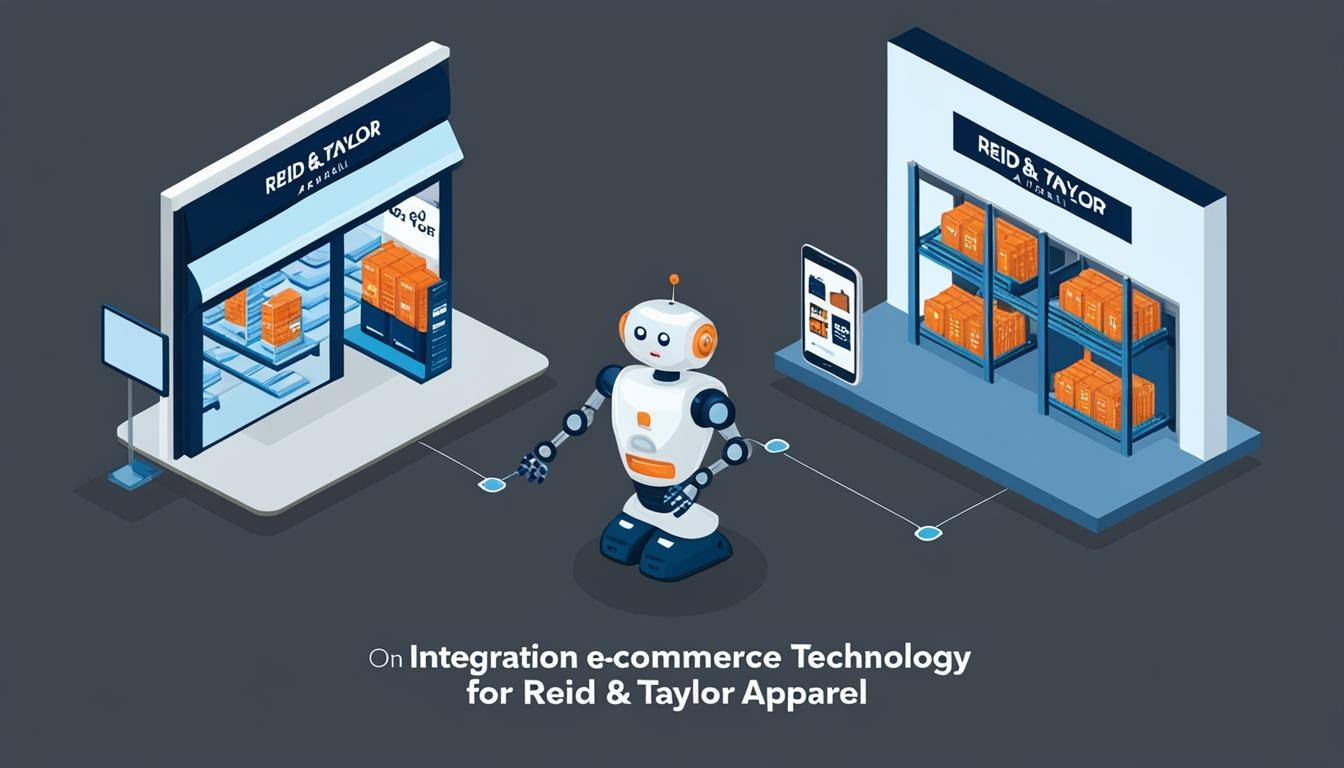 REID & TAYLOR
REID & TAYLOR
On Integration e-commerce Technology
for Reid & Taylor Apparel